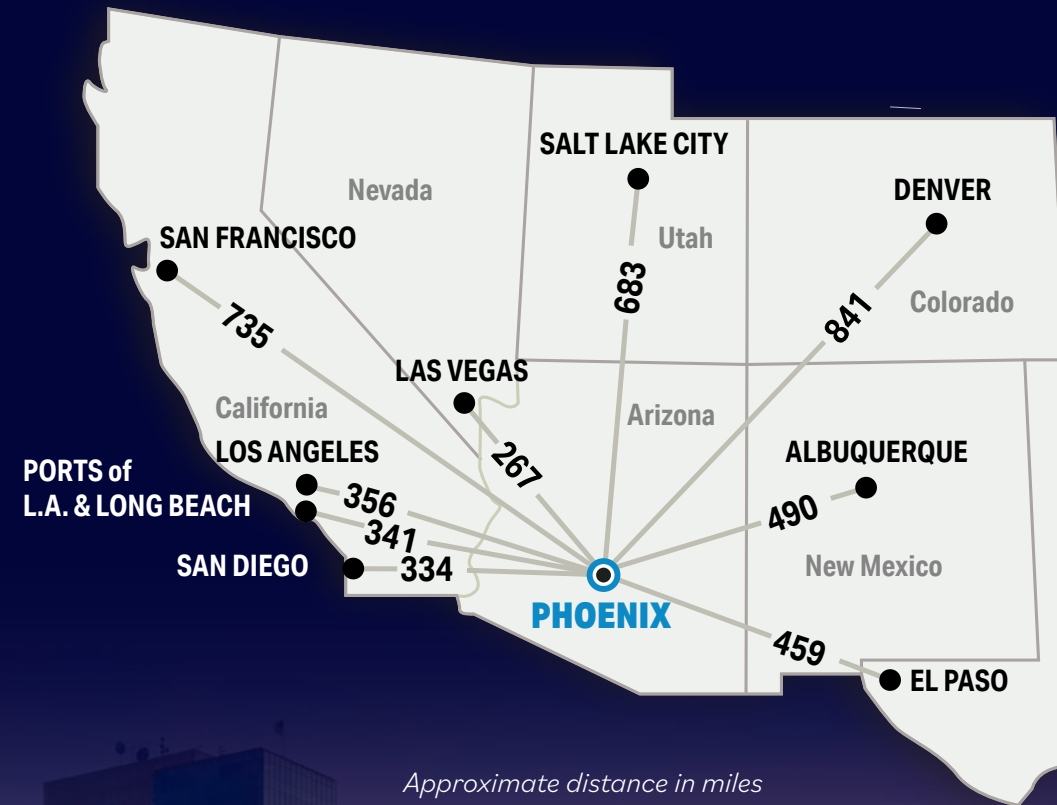 SALT LAKE CITY
DENVER
Nevada
Utah
SAN FRANCISCO
683
841
Colorado
735
LAS VEGAS
California
Arizona
LOS ANGELES
ALBUQUERQUE
PORTS of
L.A. & LONG BEACH
267
356
341
490
SAN DIEGO
334
New Mexico
PHOENIX
459
EL PASO
Approximate distance in miles